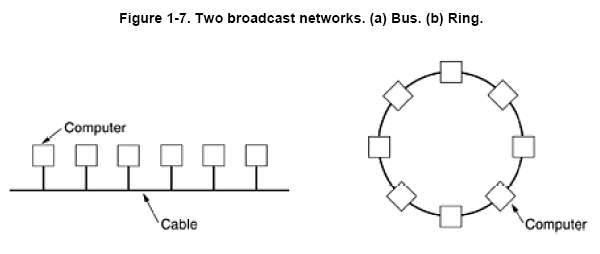 Figure 1-7. Two broadcast networks. (a) Bus. (b) Ring.
Computer
Cable
Computer